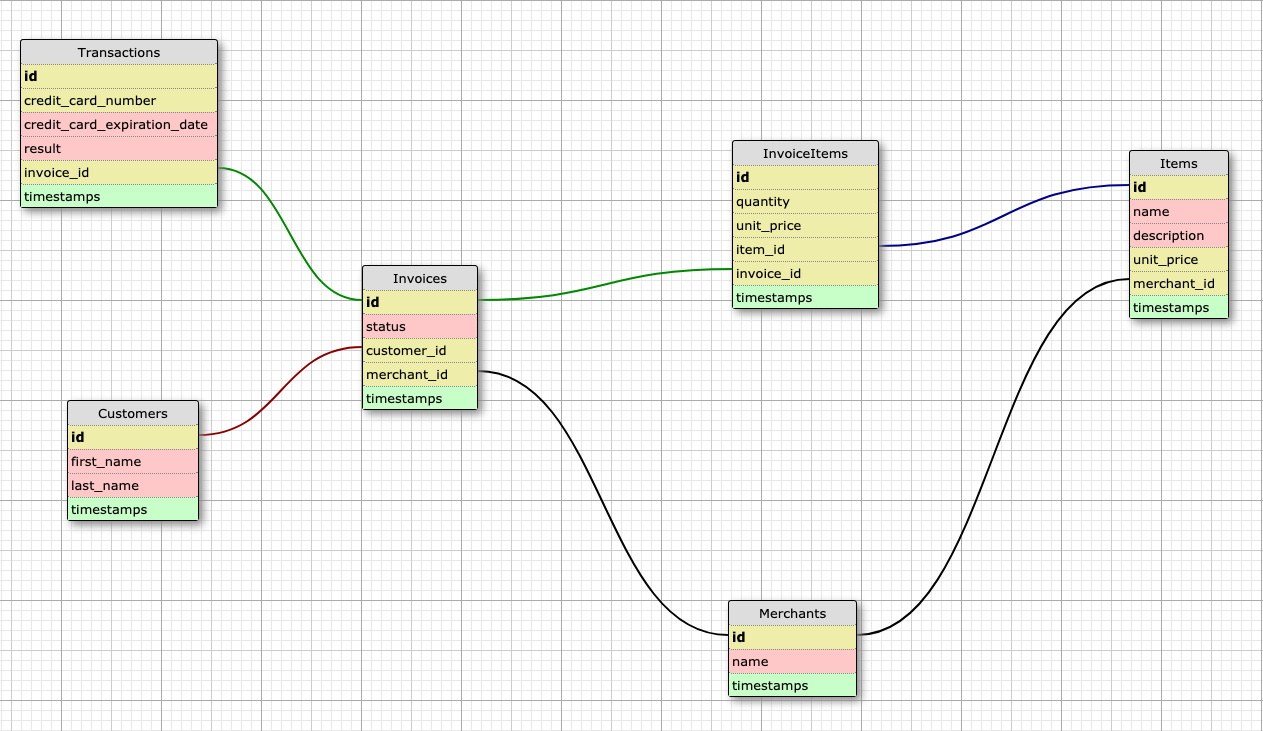 Transactions
id
credit_card_number
credit_card_expiration_date
result
invoice_id
timestamps
InvoiceItems
id
quantity
unit_price
item_id
invoice_id
timestamps
Items
id
name
description
unit_price
merchant_id
timestamps
Invoices
id
status
customer_id
merchant_id
timestamps
Customers
id
first_name
last_name
timestamps
Merchants
id
name
timestamps